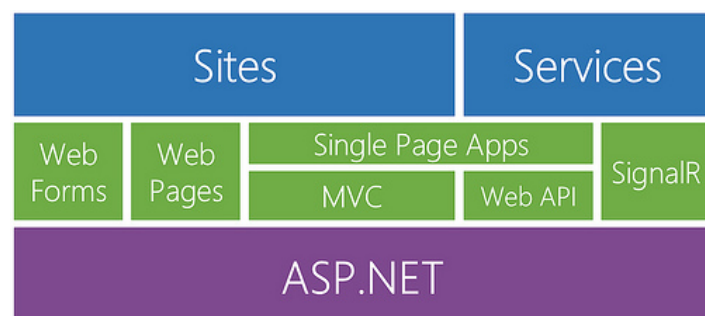 Sites
Services
Web
Forms
Web
Pages
Single Page Apps
MVC
Web API
SignalR
ASP.NET